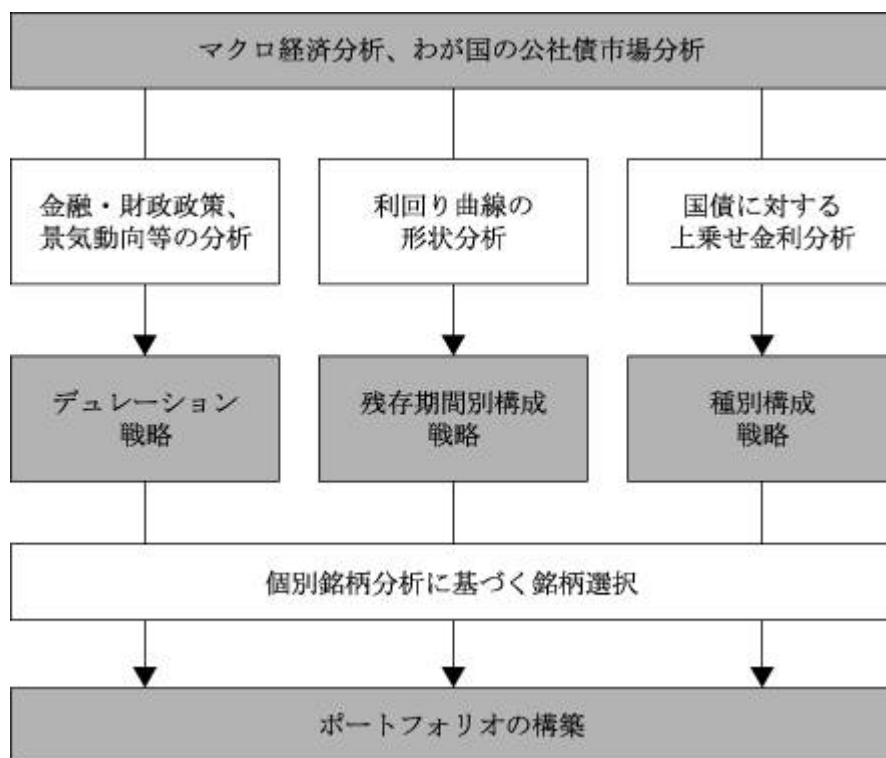 マクロ経済分析、わが国の公社債市場分析
金融・財政政策、
景気動向等の分析
利回り曲線の
形状分析
国債に対する
上乗せ金利分析
デュレーション
戦略
残存期間別構成
戦略
種別構成
戦略
個別銘柄分析に基づく銘柄選択
ポートフォリオの構築